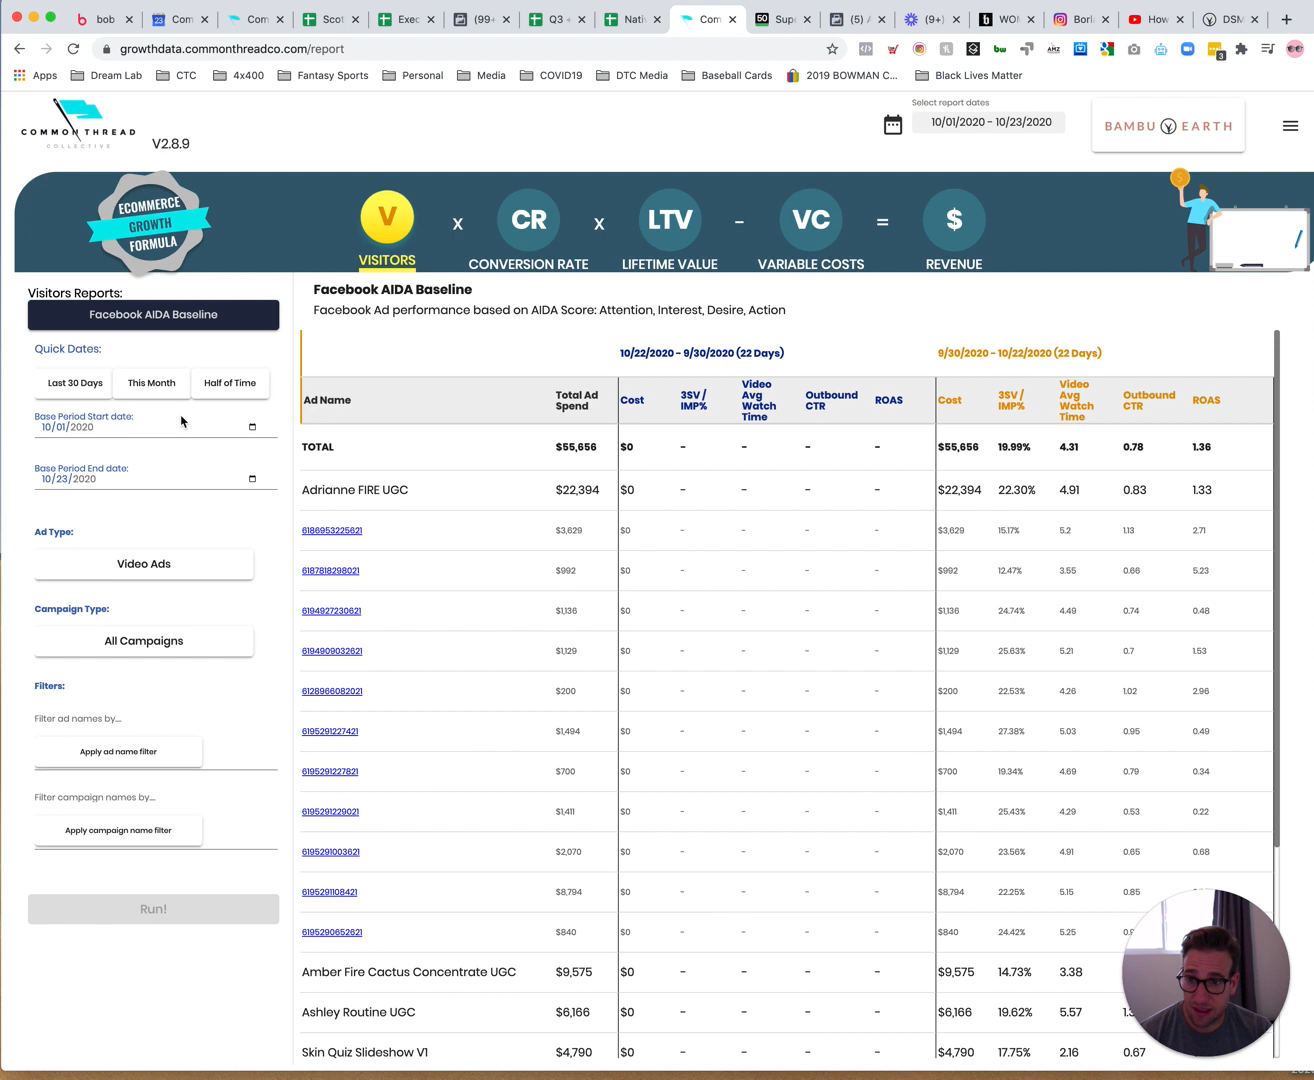 bob
Com
Com
Scot
Exec
(99+
Q3 +
Nativ
Com
Supe
(5) A
(9+)
WOM
Borl
How
DSM
growthdata.commonthreadco.com/report
Apps
Dream Lab
CTC
4x400
Fantasy Sports
Personal
Media
COVID19
DTC Media
Baseball Cards
2019 BOWMAN C...
Black Lives Matter
COMMON THREAD
COLLECTIVE
V2.8.9
Select report dates
10/01/2020 - 10/23/2020
BAMBU EARTH
ECOMMERCE
GROWTH
FORMULA
V x CR x LTV - VC = $
VISITORS CONVERSION RATE LIFETIME VALUE VARIABLE COSTS REVENUE
Visitors Reports:
Facebook AIDA Baseline
Quick Dates:
Last 30 Days This Month Half of Time
Base Period Start date:
10/01/2020
Base Period End date:
10/23/2020
Ad Type:
Video Ads
Campaign Type:
All Campaigns
Filters:
Filter ad names by....
Apply ad name filter
Filter campaign names by....
Apply campaign name filter
Run!
Facebook AIDA Baseline
Facebook Ad performance based on AIDA Score: Attention, Interest, Desire, Action
10/22/2020 - 9/30/2020 (22 Days) 9/30/2020 - 10/22/2020 (22 Days)
Ad Name Total Ad Spend Cost 3SV / IMP% Video Avg Watch Time Outbound CTR ROAS Cost 3SV / IMP% Video Avg Watch Time Outbound CTR ROAS
TOTAL $55,656 $0 - - - - $55,656 19.99% 4.31 0.78 1.36
Adrianne FIRE UGC $22,394 $0 - - - - $22,394 22.30% 4.91 0.83 1.33
6186953225621 $3,629 $0 - - - - $3,629 15.17% 5.2 1.13 2.71
6187818298021 $992 $0 - - - - $992 12.47% 3.55 0.66 5.23
6194927230621 $1,136 $0 - - - - $1,136 24.74% 4.49 0.74 0.48
6194909032621 $1,129 $0 - - - - $1,129 25.63% 5.21 0.7 1.53
6128966082021 $200 $0 - - - - $200 22.53% 4.26 1.02 2.96
6195291227421 $1,494 $0 - - - - $1,494 27.38% 5.03 0.95 0.49
6195291227821 $700 $0 - - - - $700 19.34% 4.69 0.79 0.34
6195291229021 $1,411 $0 - - - - $1,411 25.43% 4.29 0.53 0.22
6195291003621 $2,070 $0 - - - - $2,070 23.56% 4.91 0.65 0.68
6195291108421 $8,794 $0 - - - - $8,794 22.25% 5.15 0.85
6195290652621 $840 $0 - - - - $840 24.42% 5.25
Amber Fire Cactus Concentrate UGC $9,575 $0 - - - - $9,575 14.73% 3.38
Ashley Routine UGC $6,166 $0 - - - - $6,166 19.62% 5.57
Skin Quiz Slideshow V1 $4,790 $0 - - - - $4,790 17.75% 2.16 0.67